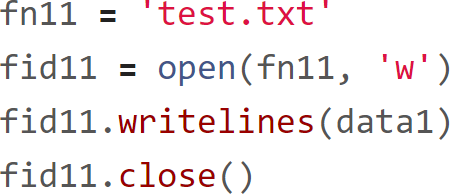 fn11 = 'test.txt'
fid11 = open(fn11, 'w')
fid11.writelines(data1)
fid11.close()